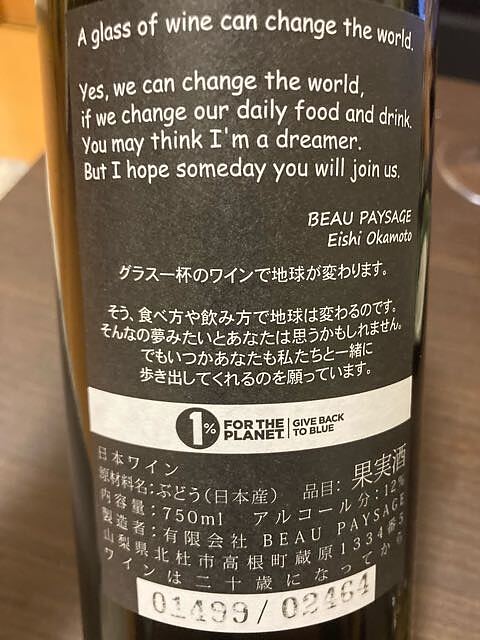 A glass of wine can change the world.
Yes, we can change the world,
if we change our daily food and drink.
You may think I'm a dreamer.
But I hope someday you will join us.
BEAU PAYSAGE
Eishi Okamoto
グラス一杯のワインで地球が変わります。
そう、食べ方や飲み方で地球は変わるのです。
そんなの夢みたいとあなたは思うかもしれません。
でもいつかあなたも私たちと一緒に
歩き出してくれるのを願っています。
1% FOR THE PLANET. GIVE BACK TO BLUE
日本ワイン
原材料名：ぶどう（日本産） 品目：果実酒
内容量：750ml アルコール分：12%
製造者：有限会社 BEAU PAYSAGE
山梨県北杜市高根町蔵原1334番5
ワインは二十歳になってから
01499/02464